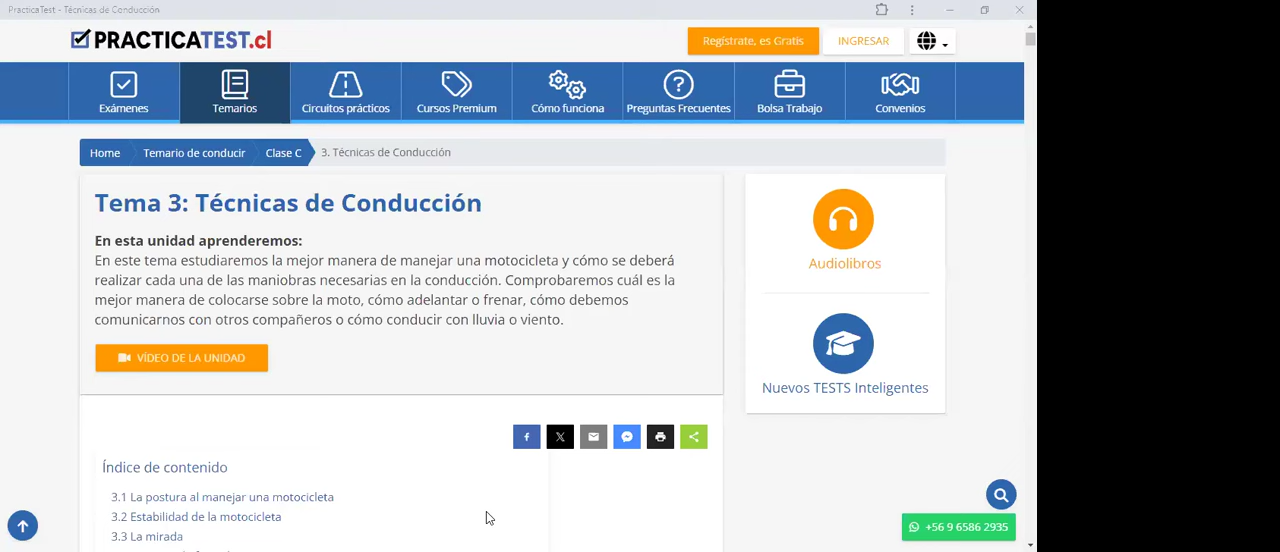 PracticaTest - Técnicas de Conducción
PRACTICATEST.cl
Regístrate, es Gratis
INGRESAR
Exámenes
Temarios
Circuitos prácticos
Cursos Premium
Cómo funciona
Preguntas Frecuentes
Bolsa Trabajo
Convenios
Home
Temario de conducir
Clase C
3. Técnicas de Conducción
Tema 3: Técnicas de Conducción
En esta unidad aprenderemos:
En este tema estudiaremos la mejor manera de manejar una motocicleta y cómo se deberá
realizar cada una de las maniobras necesarias en la conducción. Comprobaremos cuál es la
mejor manera de colocarse sobre la moto, cómo adelantar o frenar, cómo debemos
comunicarnos con otros compañeros o cómo conducir con lluvia o viento.
VÍDEO DE LA UNIDAD
Audiolibros
Nuevos TESTS Inteligentes
Índice de contenido
3.1 La postura al manejar una motocicleta
3.2 Estabilidad de la motocicleta
3.3 La mirada
+56 9 6586 2935